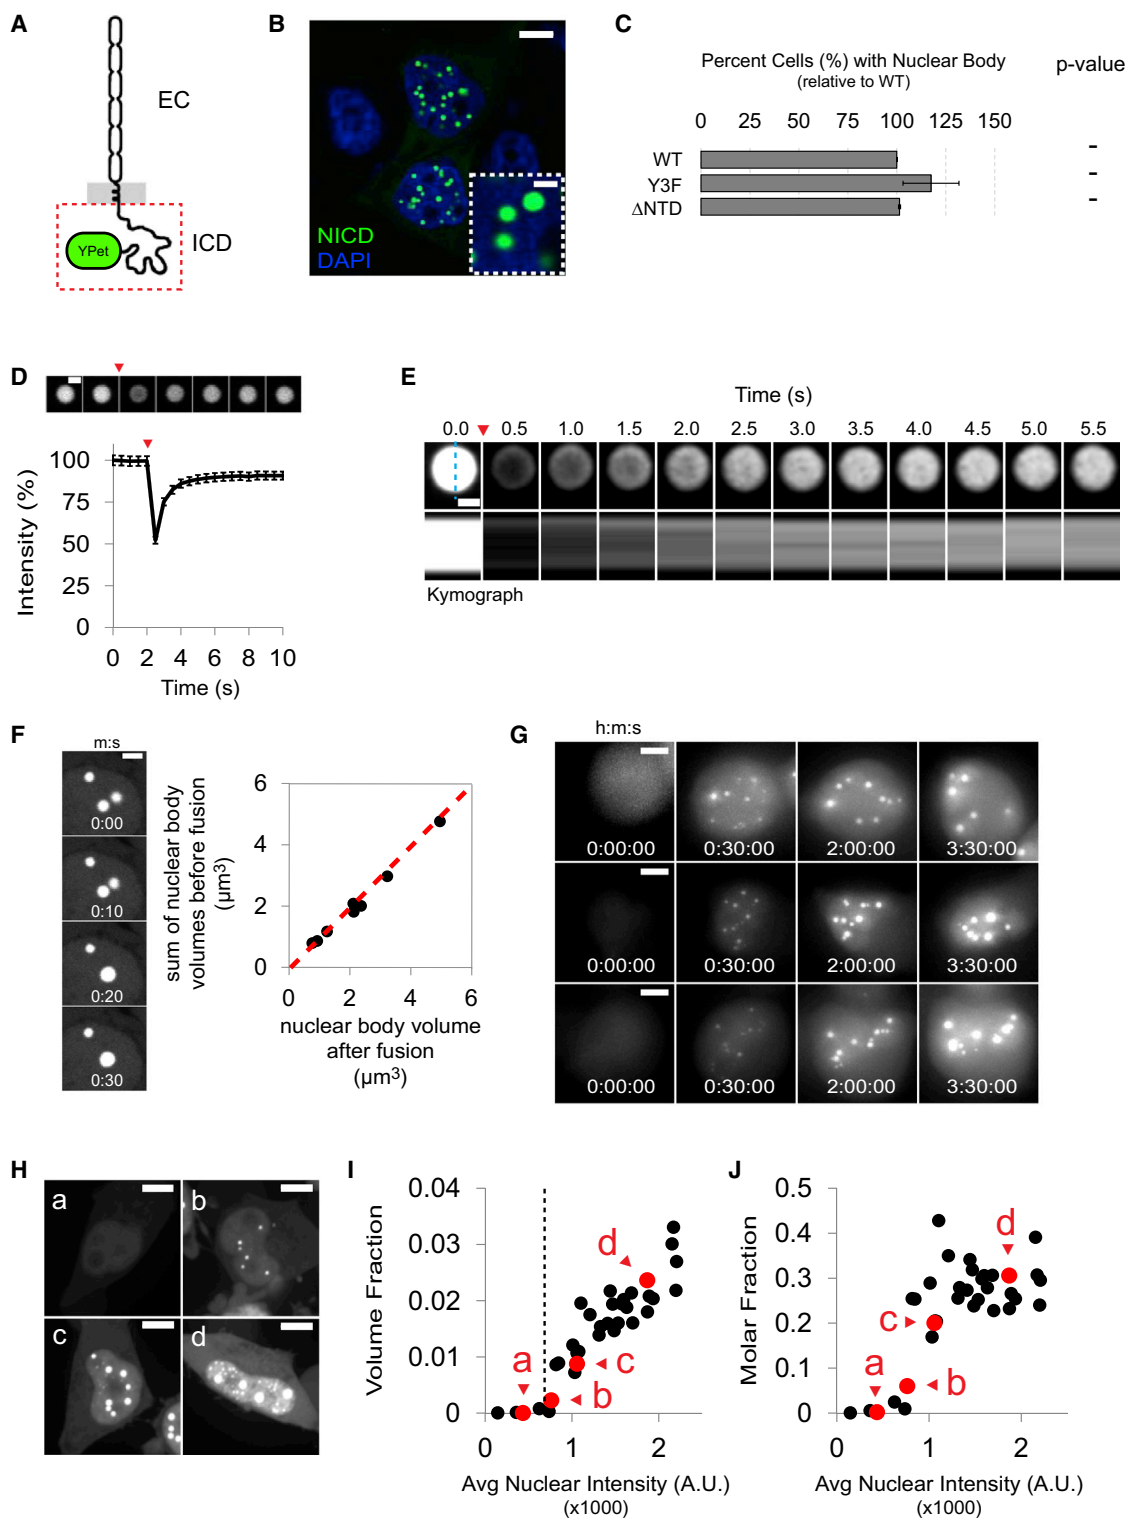 A
EC
YPet
ICD
B
NICD
DAPI
C
Percent Cells (%) with Nuclear Body
(relative to WT)
p-value
0 25 50 75 100 125 150
WT -
Y3F -
ΔNTD -
D
Intensity (%)
100
75
50
25
0
0 2 4 6 8 10
Time (s)
E
Time (s)
0.0 0.5 1.0 1.5 2.0 2.5 3.0 3.5 4.0 4.5 5.0 5.5
Kymograph
F
m:s
0:00
0:10
0:20
0:30
sum of nuclear body
volumes before fusion
(µm3)
6
4
2
0
0 2 4 6
nuclear body volume
after fusion
(µm3)
G
h:m:s
0:00:00 0:30:00 2:00:00 3:30:00
0:00:00 0:30:00 2:00:00 3:30:00
0:00:00 0:30:00 2:00:00 3:30:00
H
a
b
c
d
I
Volume Fraction
0.04
0.03
0.02
0.01
0
a
b
c
d
0 1 2
Avg Nuclear Intensity (A.U.)
(x1000)
J
Molar Fraction
0.5
0.4
0.3
0.2
0.1
0
a
b
c
d
0 1 2
Avg Nuclear Intensity (A.U.)
(x1000)